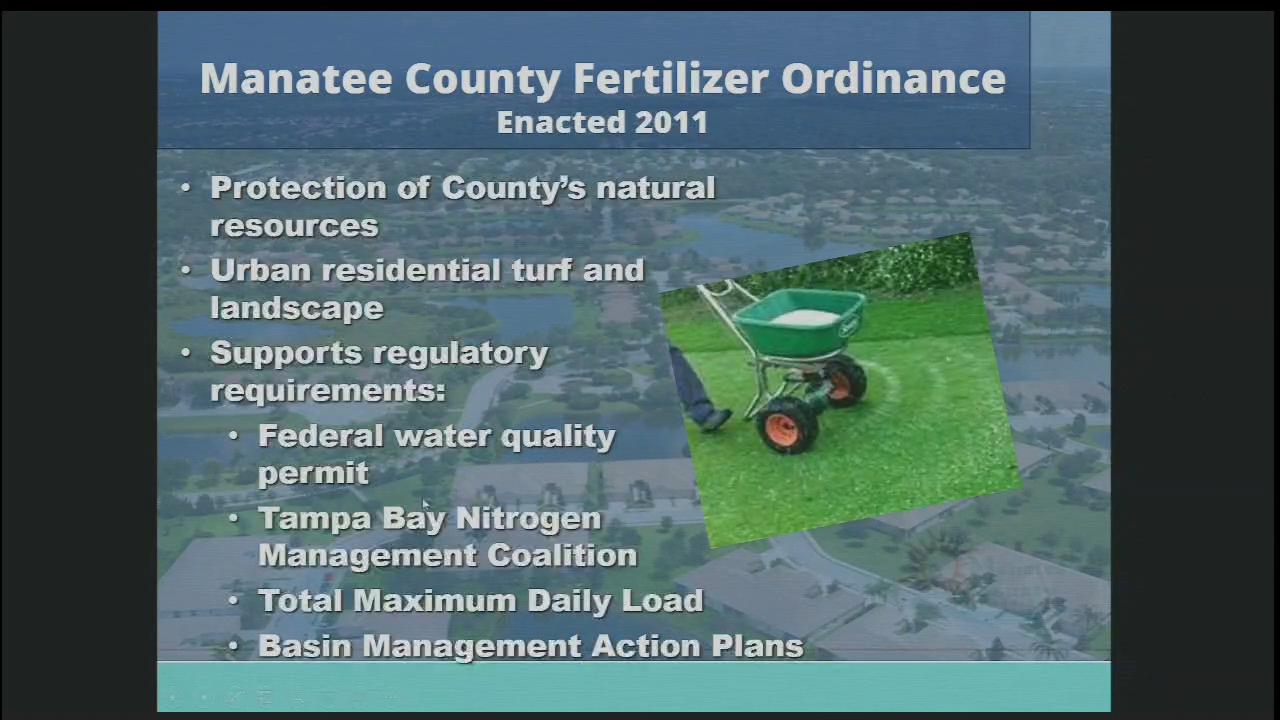 Manatee County Fertilizer Ordinance
Enacted 2011
• Protection of County's natural
resources
• Urban residential turf and
landscape
• Supports regulatory
requirements:
• Federal water quality
permit
• Tampa Bay Nitrogen
Management Coalition
• Total Maximum Daily Load
• Basin Management Action Plans